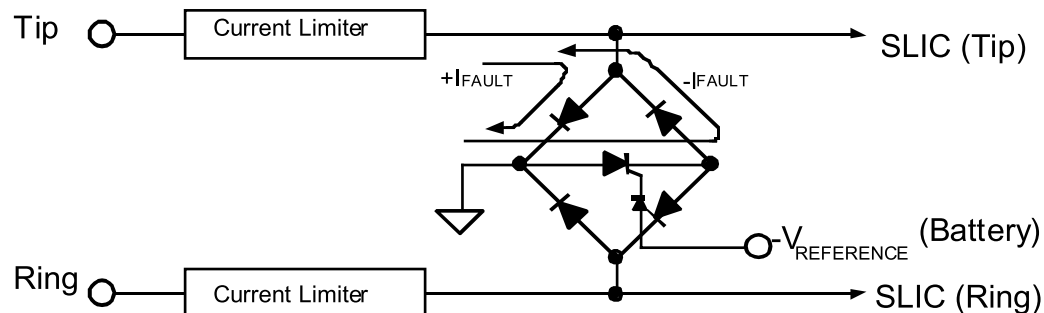 Tip
Current Limiter
SLIC (Tip)
+IFAULT
-IFAULT
-VREFERENCE (Battery)
Ring
Current Limiter
SLIC (Ring)